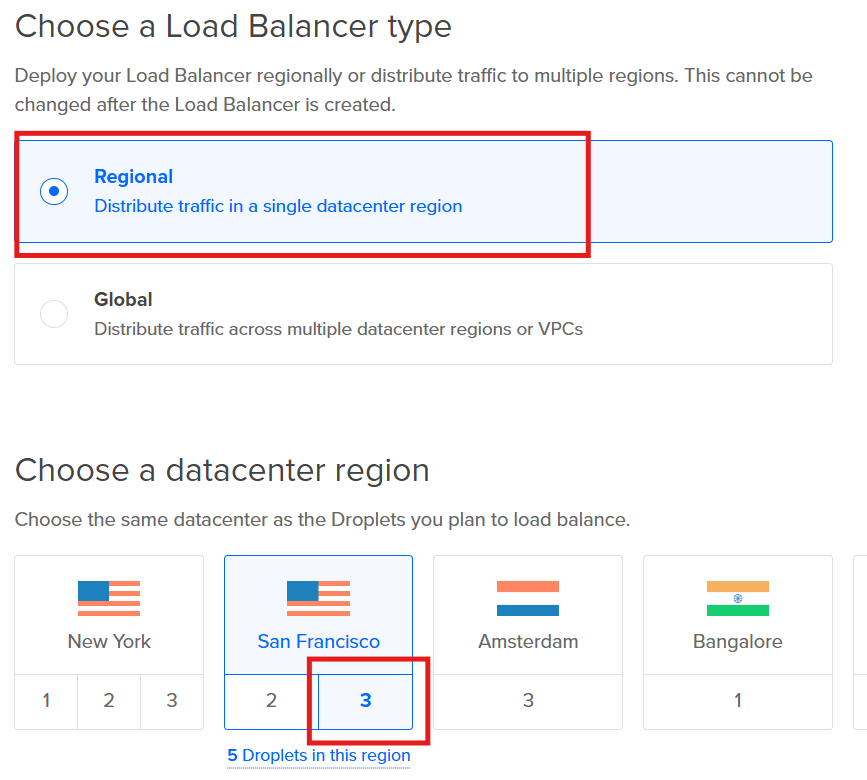 Choose a Load Balancer type
Deploy your Load Balancer regionally or distribute traffic to multiple regions. This cannot be
changed after the Load Balancer is created.
Regional
Distribute traffic in a single datacenter region
Global
Distribute traffic across multiple datacenter regions or VPCs
Choose a datacenter region
Choose the same datacenter as the Droplets you plan to load balance.
New York San Francisco Amsterdam Bangalore
1 2 3 2 3 3 1
5 Droplets in this region